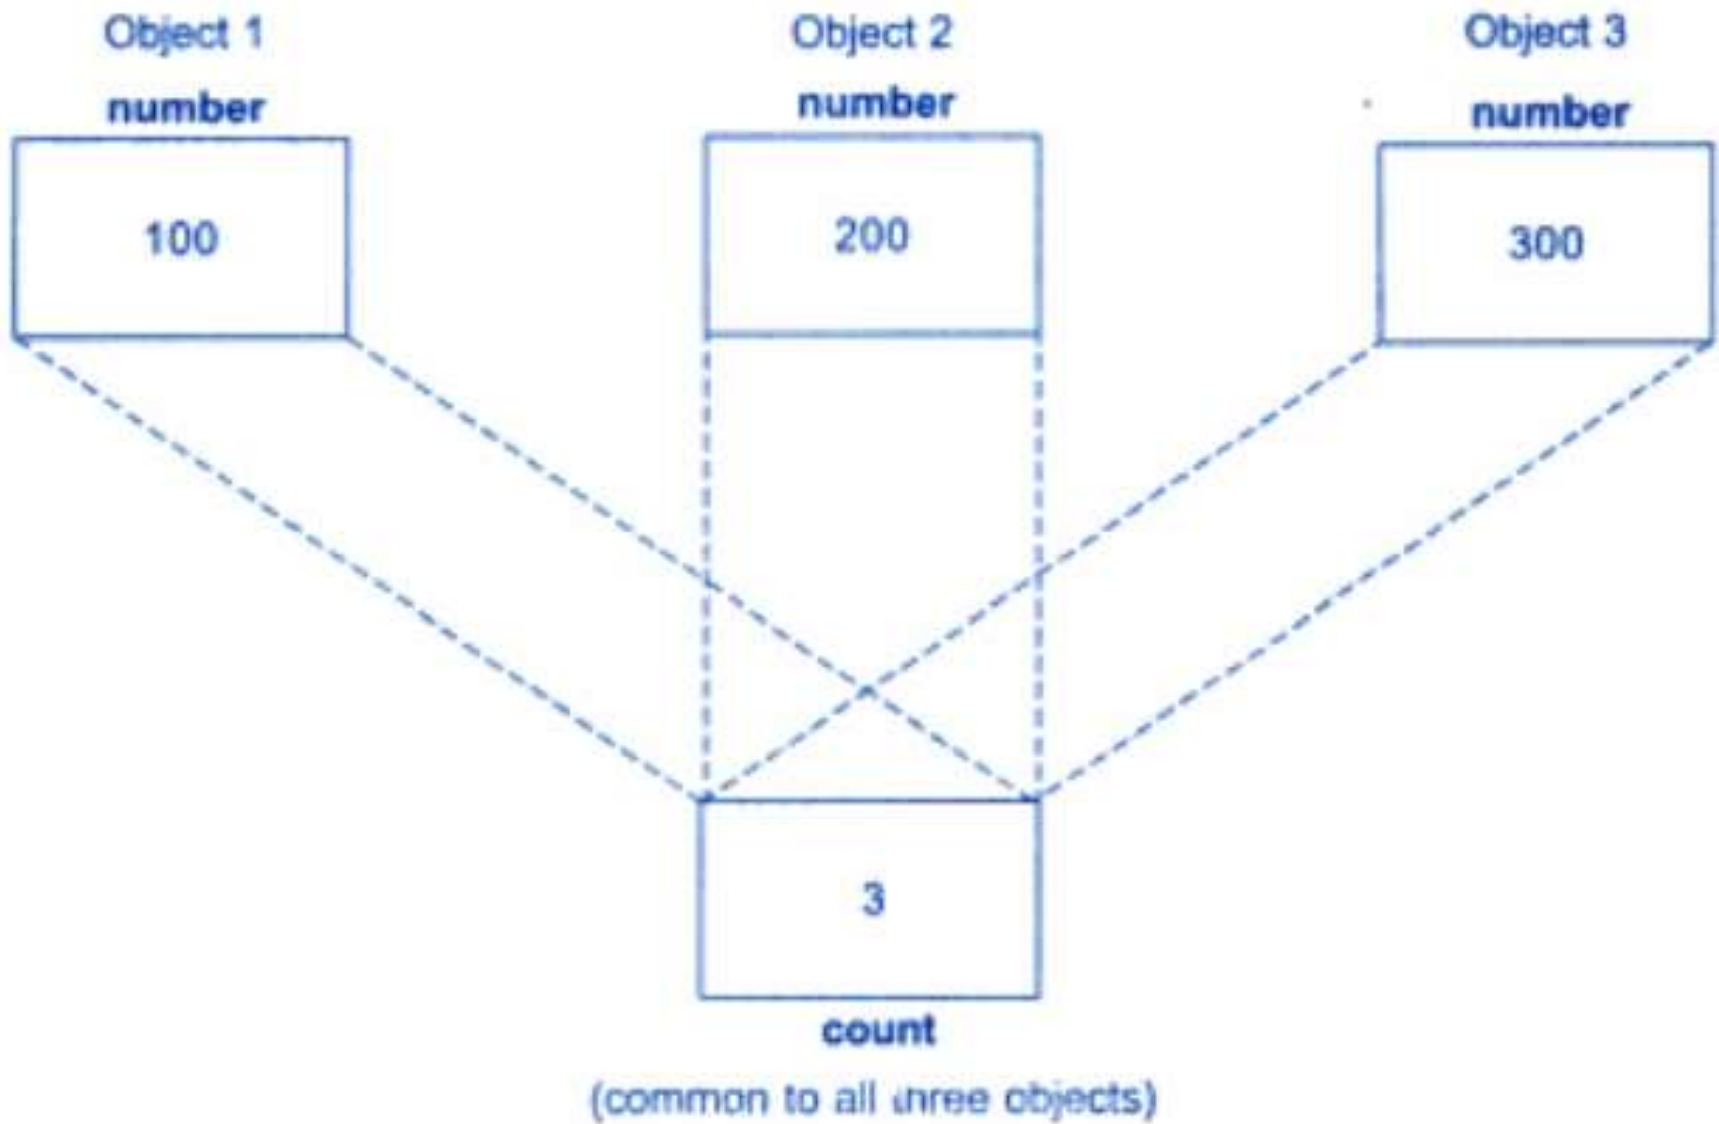 Object 1
number
100
Object 2
number
200
Object 3
number
300
3
count
(common to all three objects)